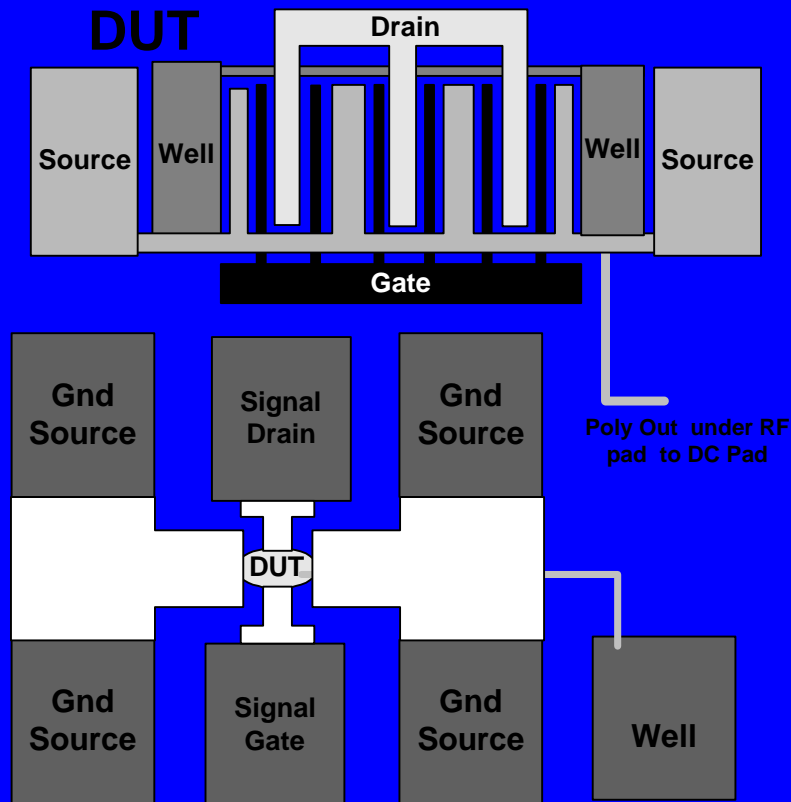 DUT
Drain
Source
Well
Well
Source
Gate
Gnd
Source
Signal
Drain
Gnd
Source
Poly Out under RF
pad to DC Pad
DUT
Gnd
Source
Signal
Gate
Gnd
Source
Well